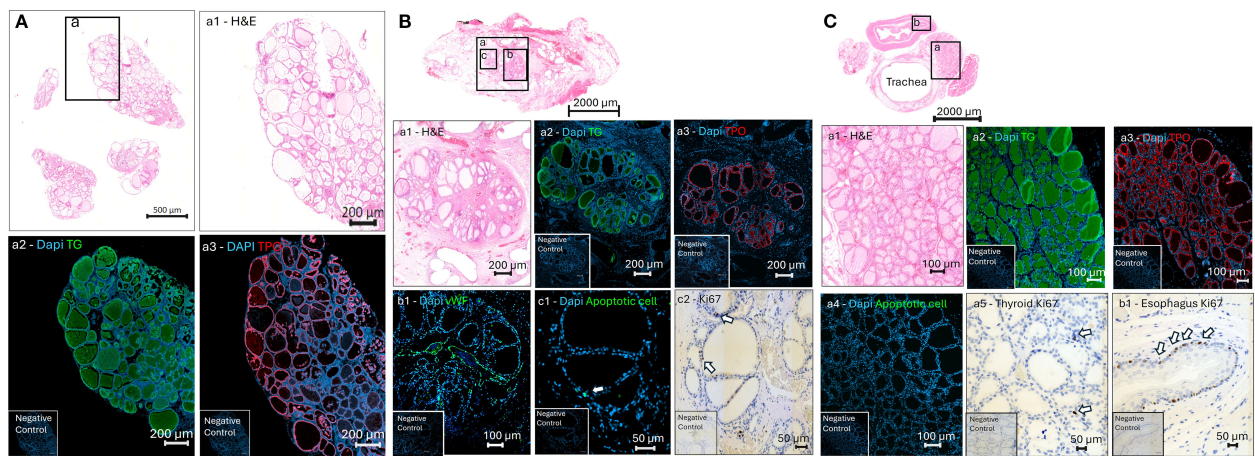 A
a
500 µm
a1 - H&E
200 µm
a2 - Dapi TG
Negative
Control
200 µm
a3 - DAPI TPO
Negative
Control
200 µm
B
a
c
b
2000 µm
a1 - H&E
200 µm
a2 - Dapi TG
Negative
Control
200 µm
a3 - Dapi TPO
Negative
Control
200 µm
b1 - Dapi vWF
100 µm
c1 - Dapi Apoptotic cell
Negative
Control
50 µm
c2 - Ki67
Negative
Control
50 µm
C
b
a
Trachea
2000 µm
a1 - H&E
100 µm
a2 - Dapi TG
Negative
Control
100 µm
a3 - Dapi TPO
Negative
Control
100 µm
a4 - Dapi Apoptotic cell
100 µm
a5 - Thyroid Ki67
Negative
Control
50 µm
b1 - Esophagus Ki67
Negative
Control
50 µm